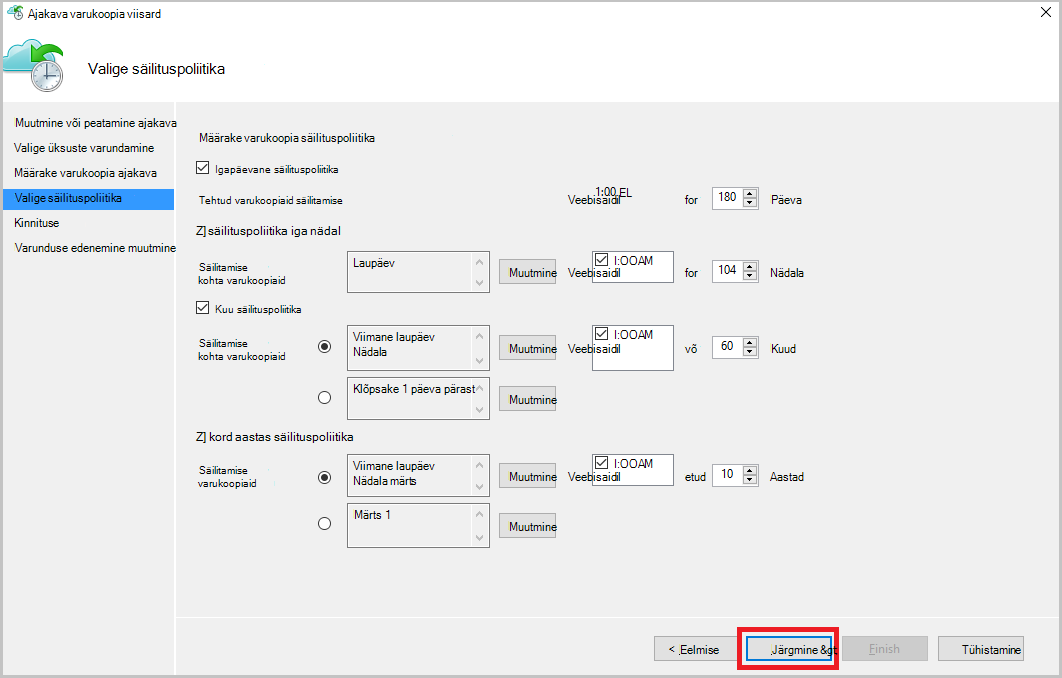 Ajakava varukoopia viisard
Valige säilituspoliitika
Muutmine või peatamine ajakava
Valige üksuste varundamine
Määrake varukoopia ajakava
Valige säilituspoliitika
Kinnituse
Varunduse edenemine muutmine
Määrake varukoopia säilituspoliitika
Igapäevane säilituspoliitika
Tehtud varukoopiaid säilitamise
1:00 EL
Veebisaidil
for
180
Päeva
Z] säilituspoliitika iga nädal
Säilitamise
kohta varukoopiaid
Laupäev
Muutmine
Veebisaidil
I:OOAM
for
104
Nädala
Kuu säilituspoliitika
Säilitamise
kohta varukoopiaid
Viimane laupäev
Nädala
Muutmine
Veebisaidil
I:OOAM
võ
60
Kuud
Klõpsake 1 päeva pärast
Muutmine
Z] kord aastas säilituspoliitika
Säilitamise
varukoopiaid
Viimane laupäev
Nädala märts
Muutmine
Veebisaidil
I:OOAM
etud
10
Aastad
Märts 1
Muutmine
< Eelmise
Järgmine &gt
Finish
Tühistamine